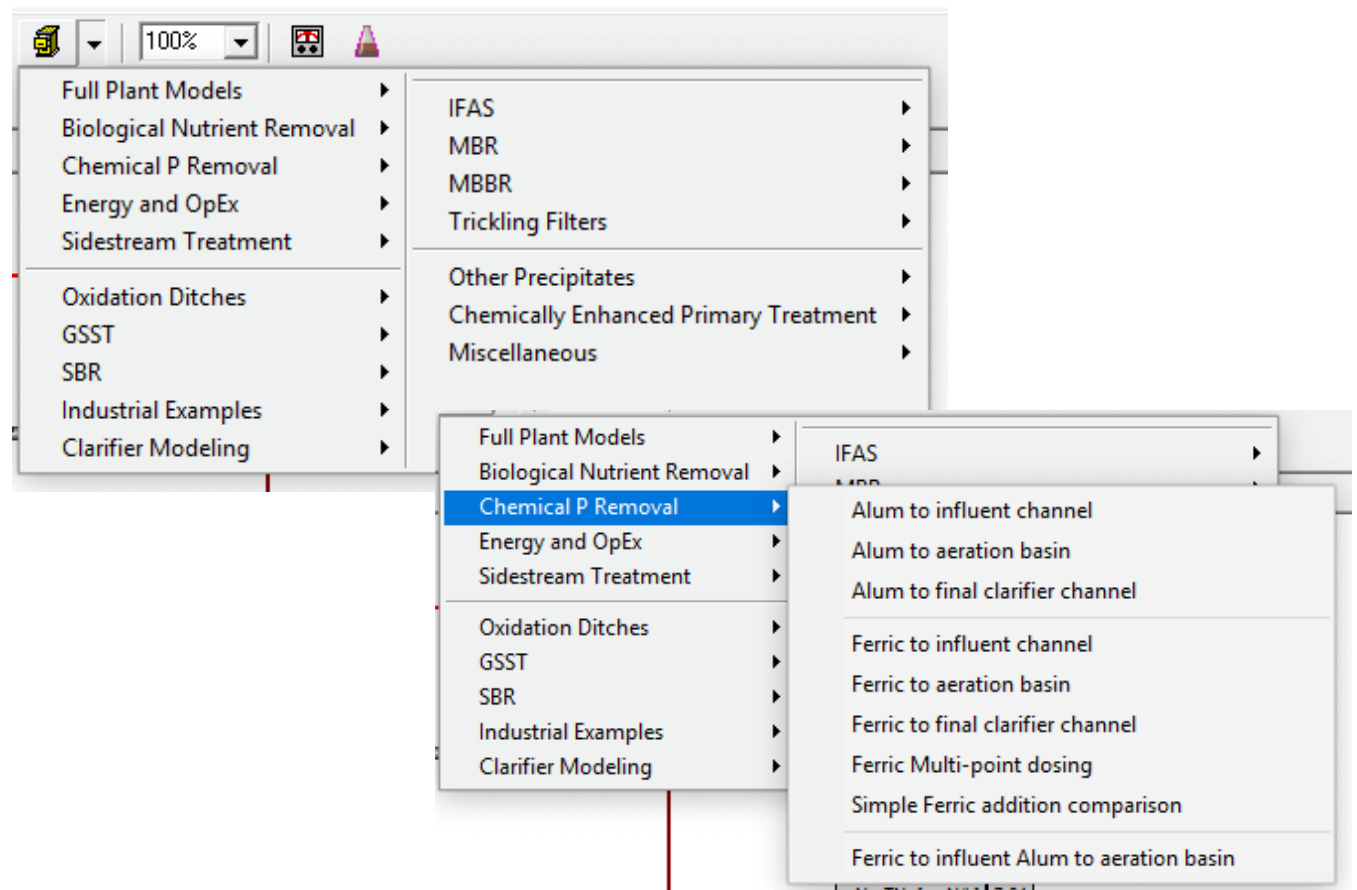 100%
Full Plant Models
Biological Nutrient Removal
Chemical P Removal
Energy and OpEx
Sidestream Treatment
Oxidation Ditches
GSST
SBR
Industrial Examples
Clarifier Modeling
IFAS
MBR
MBBR
Trickling Filters
Other Precipitates
Chemically Enhanced Primary Treatment
Miscellaneous
Full Plant Models
Biological Nutrient Removal
Chemical P Removal
Energy and OpEx
Sidestream Treatment
Oxidation Ditches
GSST
SBR
Industrial Examples
Clarifier Modeling
IFAS
MBR
Alum to influent channel
Alum to aeration basin
Alum to final clarifier channel
Ferric to influent channel
Ferric to aeration basin
Ferric to final clarifier channel
Ferric Multi-point dosing
Simple Ferric addition comparison
Ferric to influent Alum to aeration basin